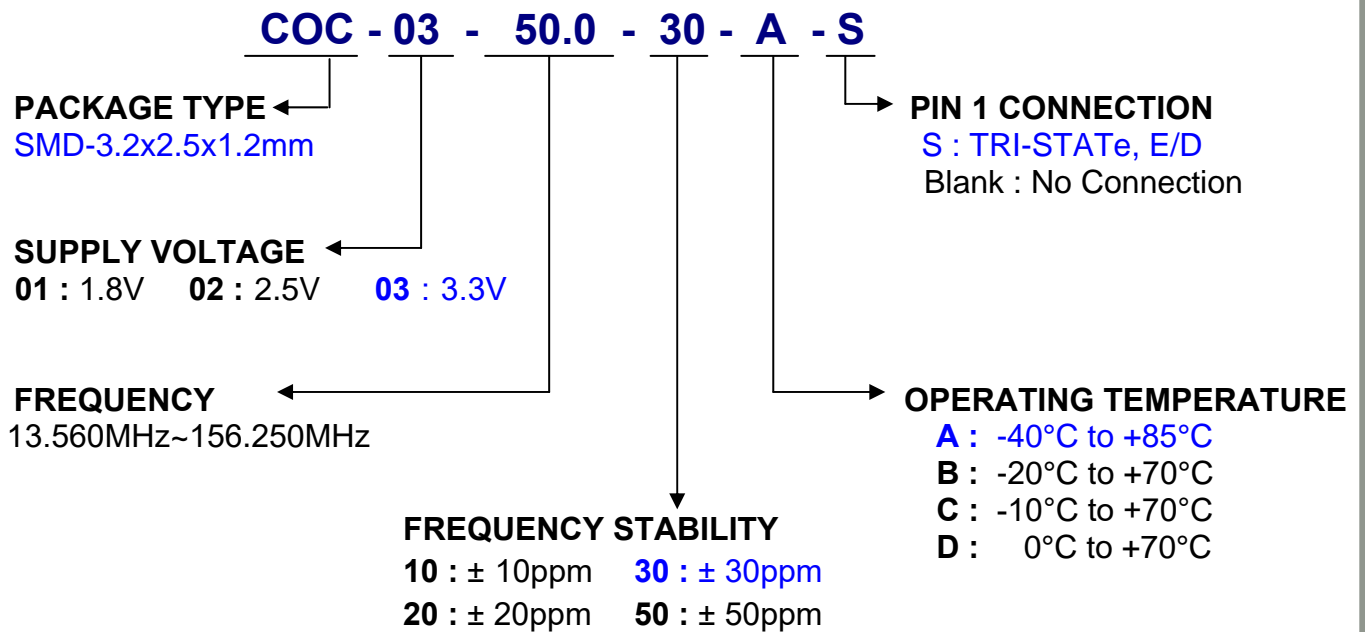 COC - 03 - 50.0 - 30 - A - S
PACKAGE TYPE
SMD-3.2x2.5x1.2mm
PIN 1 CONNECTION
S : TRI-STATe, E/D
Blank : No Connection
SUPPLY VOLTAGE
01 : 1.8V 02 : 2.5V 03 : 3.3V
FREQUENCY
13.560MHz~156.250MHz
OPERATING TEMPERATURE
A : -40°C to +85°C
B : -20°C to +70°C
C : -10°C to +70°C
D : 0°C to +70°C
FREQUENCY STABILITY
10 : ± 10ppm 30 : ± 30ppm
20 : ± 20ppm 50 : ± 50ppm